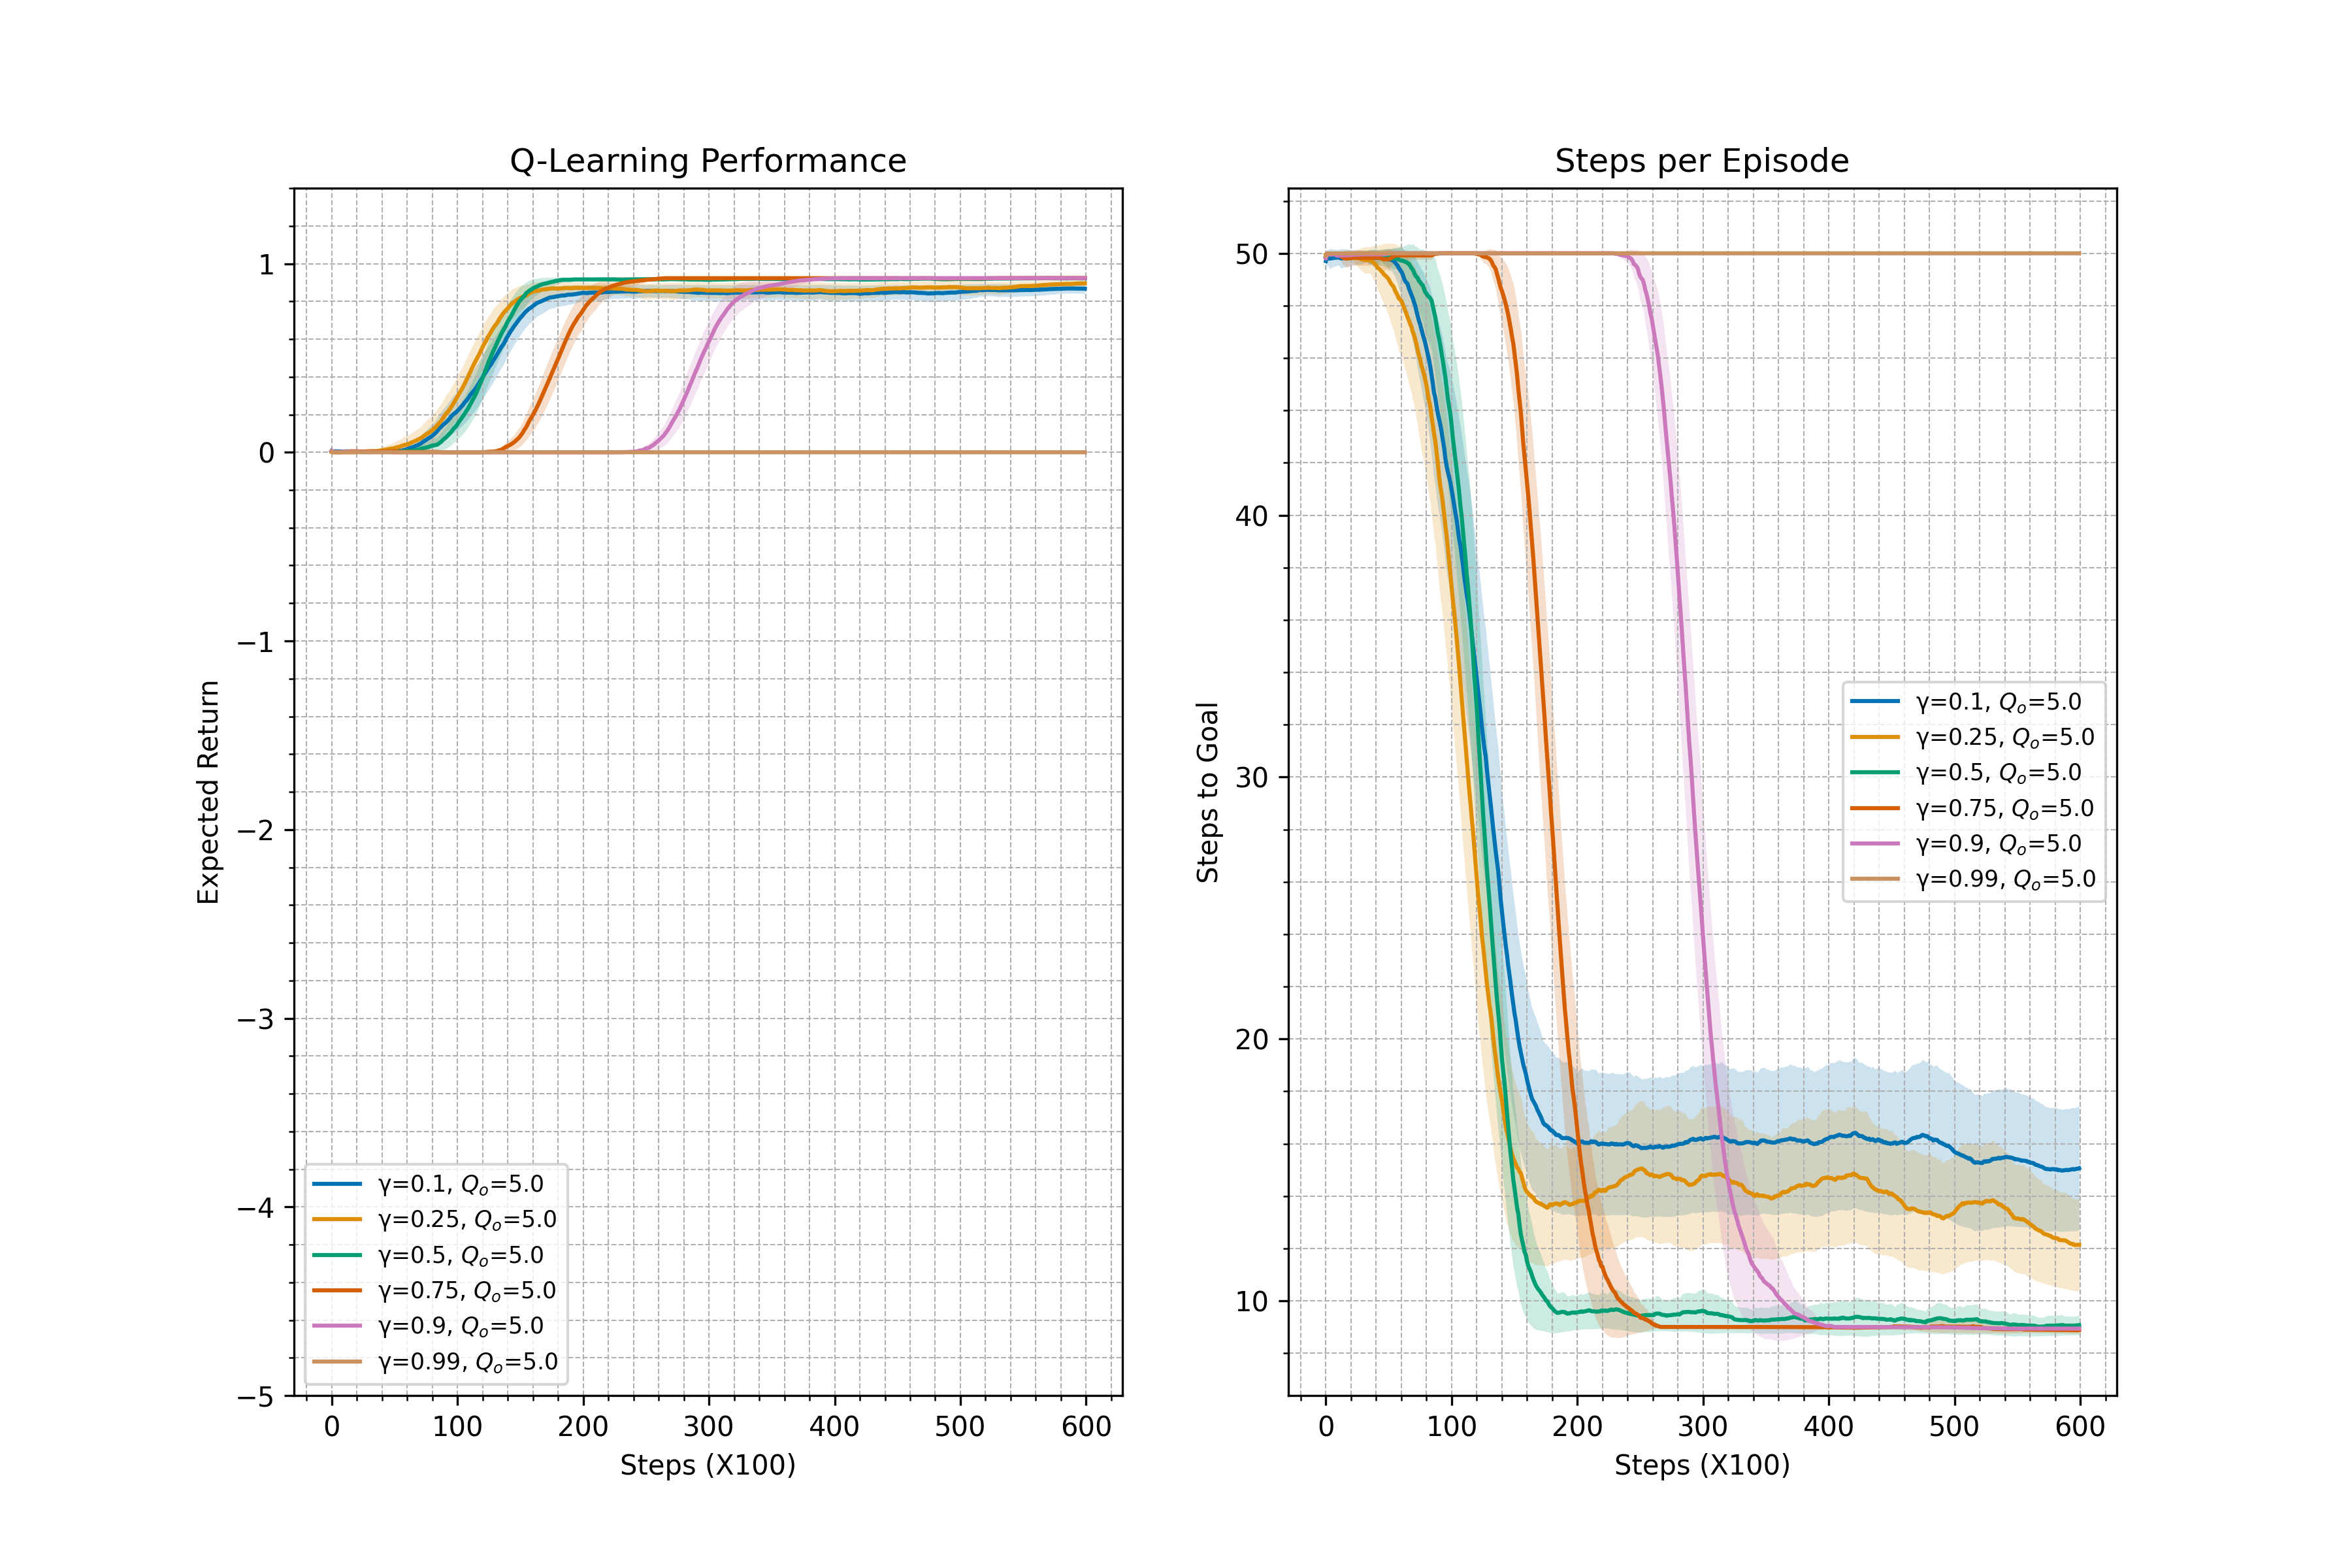 Q-Learning Performance
Expected Return
1
0
−1
−2
−3
−4
−5
γ=0.1, Qₒ=5.0
γ=0.25, Qₒ=5.0
γ=0.5, Qₒ=5.0
γ=0.75, Qₒ=5.0
γ=0.9, Qₒ=5.0
γ=0.99, Qₒ=5.0
0 100 200 300 400 500 600
Steps (X100)
Steps per Episode
Steps to Goal
50
40
30
20
10
γ=0.1, Qₒ=5.0
γ=0.25, Qₒ=5.0
γ=0.5, Qₒ=5.0
γ=0.75, Qₒ=5.0
γ=0.9, Qₒ=5.0
γ=0.99, Qₒ=5.0
0 100 200 300 400 500 600
Steps (X100)